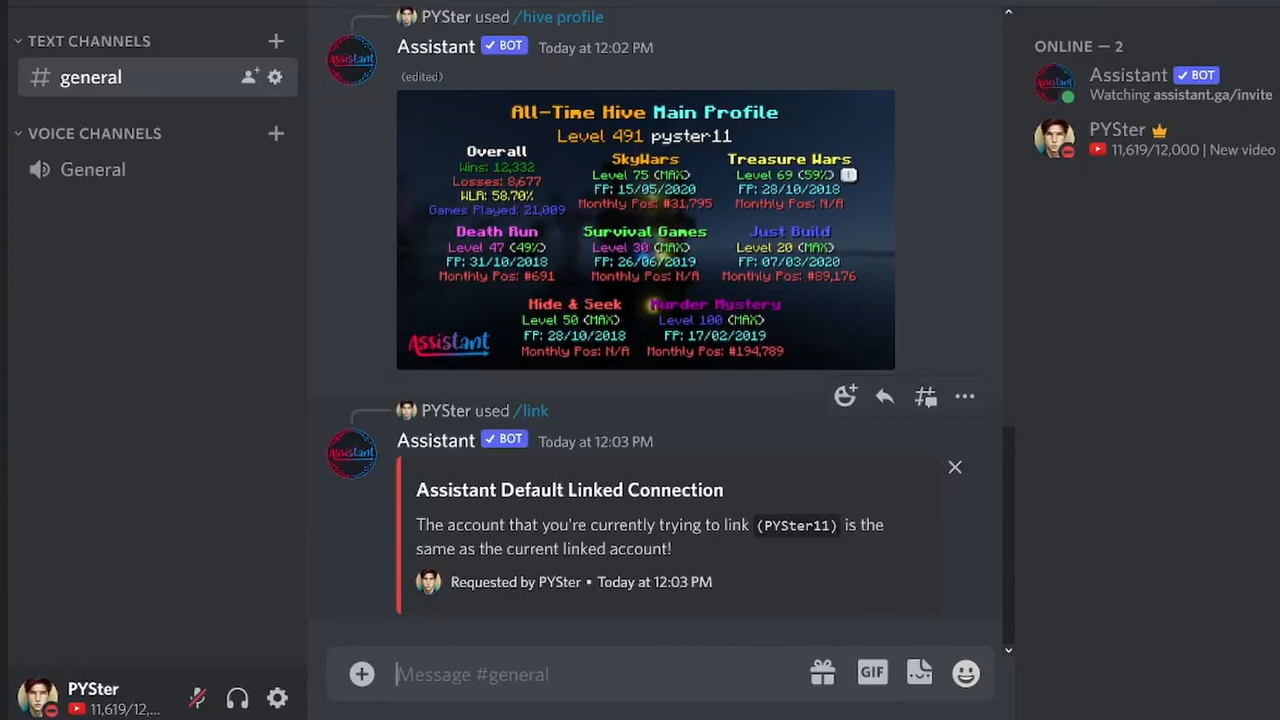 TEXT CHANNELS
general
VOICE CHANNELS
General
PYSter
11,619/12,...
PYSter used /hive profile
Assistant ✓ BOT Today at 12:02 PM
(edited)
All-Time Hive Main Profile
Level 491 pyster11
Overall
Wins: 12,332
Losses: 8,677
WLR: 58.70%
Games Played: 21,009
SkyWars
Level 75 (MAX)
FP: 15/05/2020
Monthly Pos: #31,795
Treasure Wars
Level 69 (59%)
FP: 28/10/2018
Monthly Pos: N/A
Death Run
Level 47 (49%)
FP: 31/10/2018
Monthly Pos: #691
Survival Games
Level 30 (MAX)
FP: 26/06/2019
Monthly Pos: N/A
Just Build
Level 20 (MAX)
FP: 07/03/2020
Monthly Pos: #89,176
Hide & Seek
Level 50 (MAX)
FP: 28/10/2018
Monthly Pos: N/A
Murder Mystery
Level 100 (MAX)
FP: 17/02/2019
Monthly Pos: #194,789
Assistant
PYSter used /link
Assistant ✓ BOT Today at 12:03 PM
Assistant Default Linked Connection
The account that you're currently trying to link (PYSter11) is the
same as the current linked account!
Requested by PYSter • Today at 12:03 PM
Message #general
GIF
ONLINE — 2
Assistant ✓ BOT
Watching assistant.ga/invite
PYSter
11,619/12,000 | New video